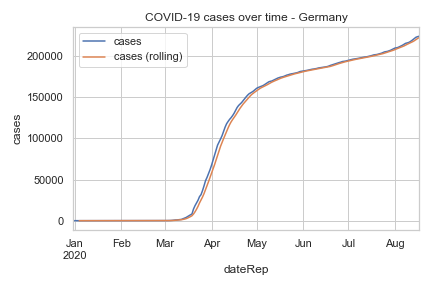 COVID-19 cases over time - Germany
cases
cases (rolling)
200000
150000
100000
50000
0
cases
Jan Feb Mar Apr May Jun Jul Aug
2020
dateRep